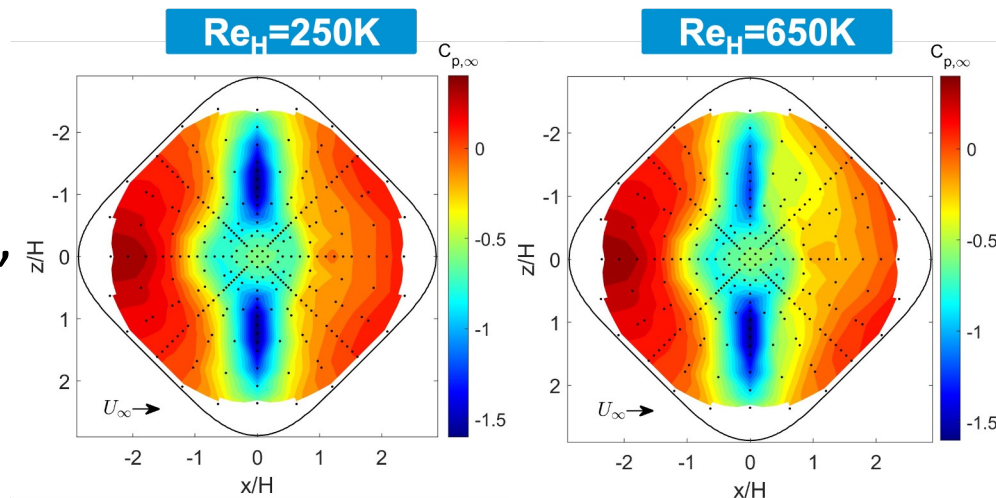 Re_H=250K
Re_H=650K
C_p,∞
C_p,∞
0
-0.5
-1
-1.5
0
-0.5
-1
-1.5
z/H
-2
-1
0
1
2
z/H
-2
-1
0
1
2
,
U_∞→
U_∞→
-2 -1 0 1 2
-2 -1 0 1 2
x/H
x/H